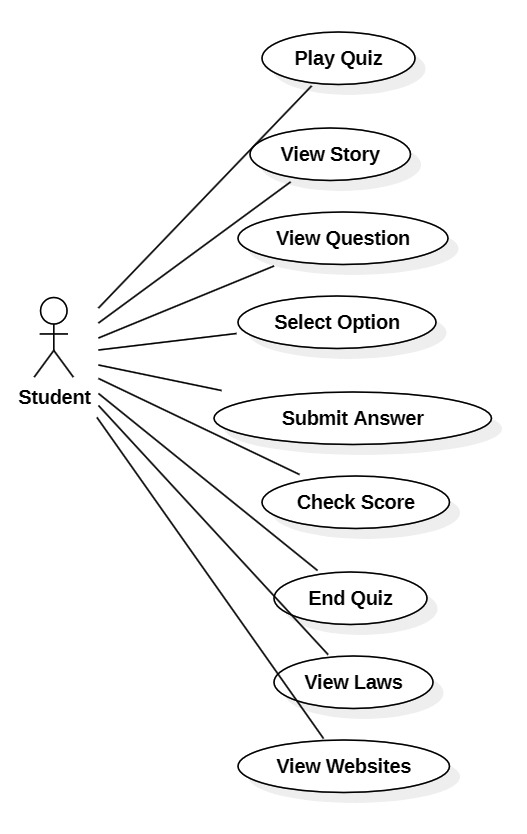 Play Quiz
View Story
View Question
Select Option
Student
Submit Answer
Check Score
End Quiz
View Laws
View Websites